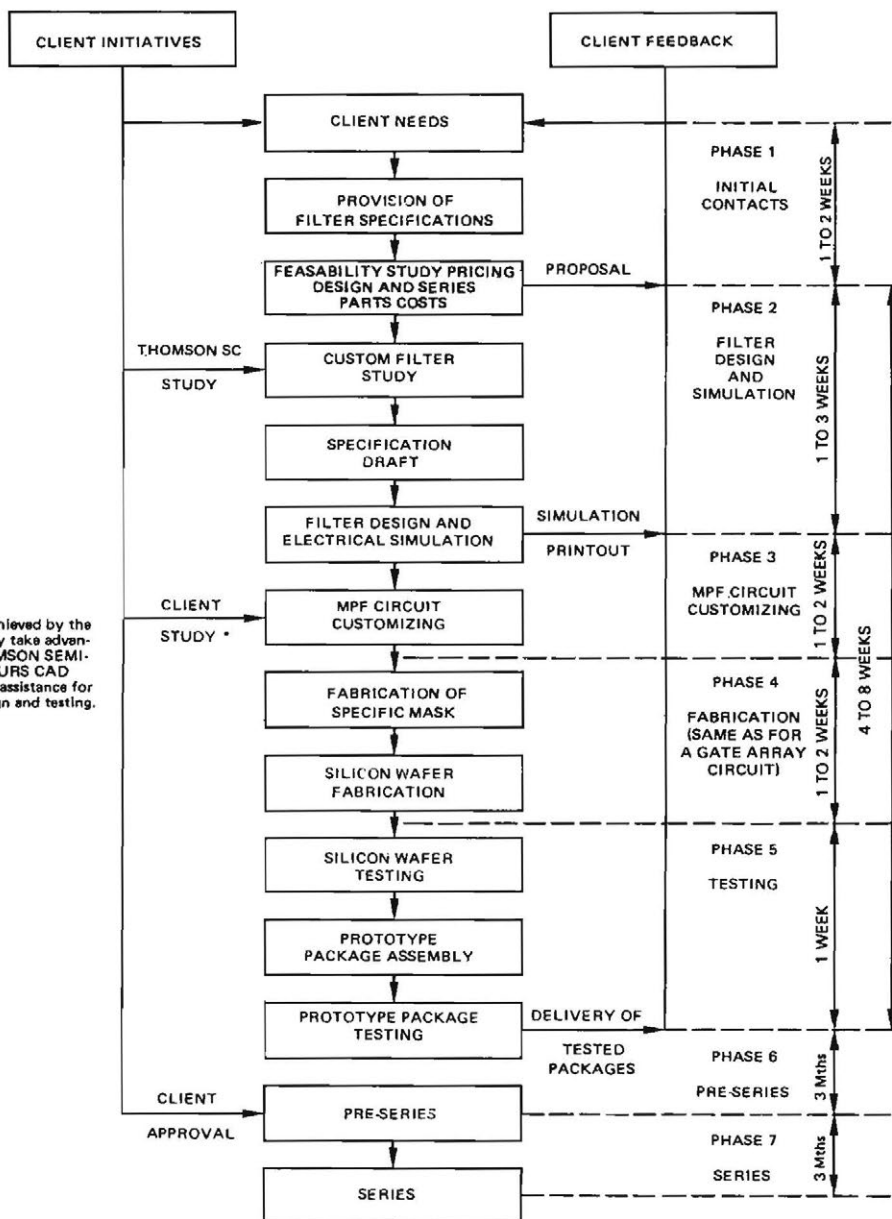 CLIENT INITIATIVES
CLIENT FEEDBACK
CLIENT NEEDS
PROVISION OF
FILTER SPECIFICATIONS
FEASABILITY STUDY PRICING
DESIGN AND SERIES
PARTS COSTS
PROPOSAL
THOMSON SC
STUDY
CUSTOM FILTER
STUDY
SPECIFICATION
DRAFT
FILTER DESIGN AND
ELECTRICAL SIMULATION
SIMULATION
PRINTOUT
CLIENT
STUDY *
MPF CIRCUIT
CUSTOMIZING
hieved by the
y take advan-
MSON SEMI-
URS CAD
assistance for
gn and testing.
FABRICATION OF
SPECIFIC MASK
SILICON WAFER
FABRICATION
SILICON WAFER
TESTING
PROTOTYPE
PACKAGE ASSEMBLY
PROTOTYPE PACKAGE
TESTING
DELIVERY OF
TESTED
PACKAGES
CLIENT
APPROVAL
PRE-SERIES
SERIES
PHASE 1
INITIAL
CONTACTS
1 TO 2 WEEKS
PHASE 2
FILTER
DESIGN
AND
SIMULATION
1 TO 3 WEEKS
PHASE 3
MPF CIRCUIT
CUSTOMIZING
1 TO 2 WEEKS
PHASE 4
FABRICATION
(SAME AS FOR
A GATE ARRAY
CIRCUIT)
1 TO 2 WEEKS
4 TO 8 WEEKS
PHASE 5
TESTING
1 WEEK
PHASE 6
PRE-SERIES
3 Mths
PHASE 7
SERIES
3 Mths